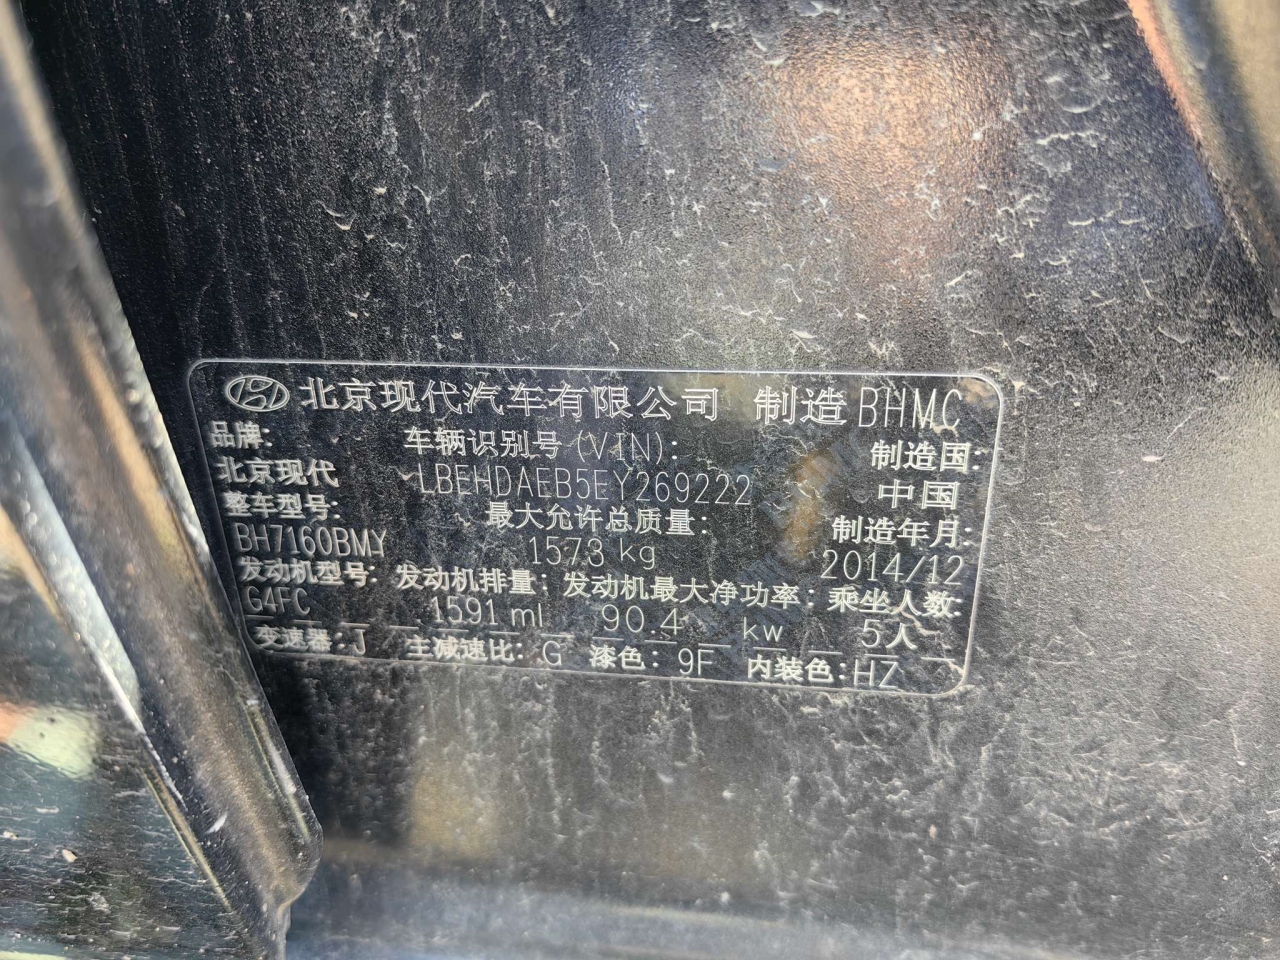 北京现代汽车有限公司 制造 BHMC
品牌: 车辆识别号(VIN): 制造国:
北京现代 LBEHDAEB5EY269222 中国
整车型号: 最大允许总质量: 制造年月:
BH7160BMY 1573 kg 2014/12
发动机型号: 发动机排量: 发动机最大净功率: 乘坐人数:
G4FC 1591 ml 90.4 kw 5人
变速器: J 主减速比: G 漆色: 9F 内装色: HZ